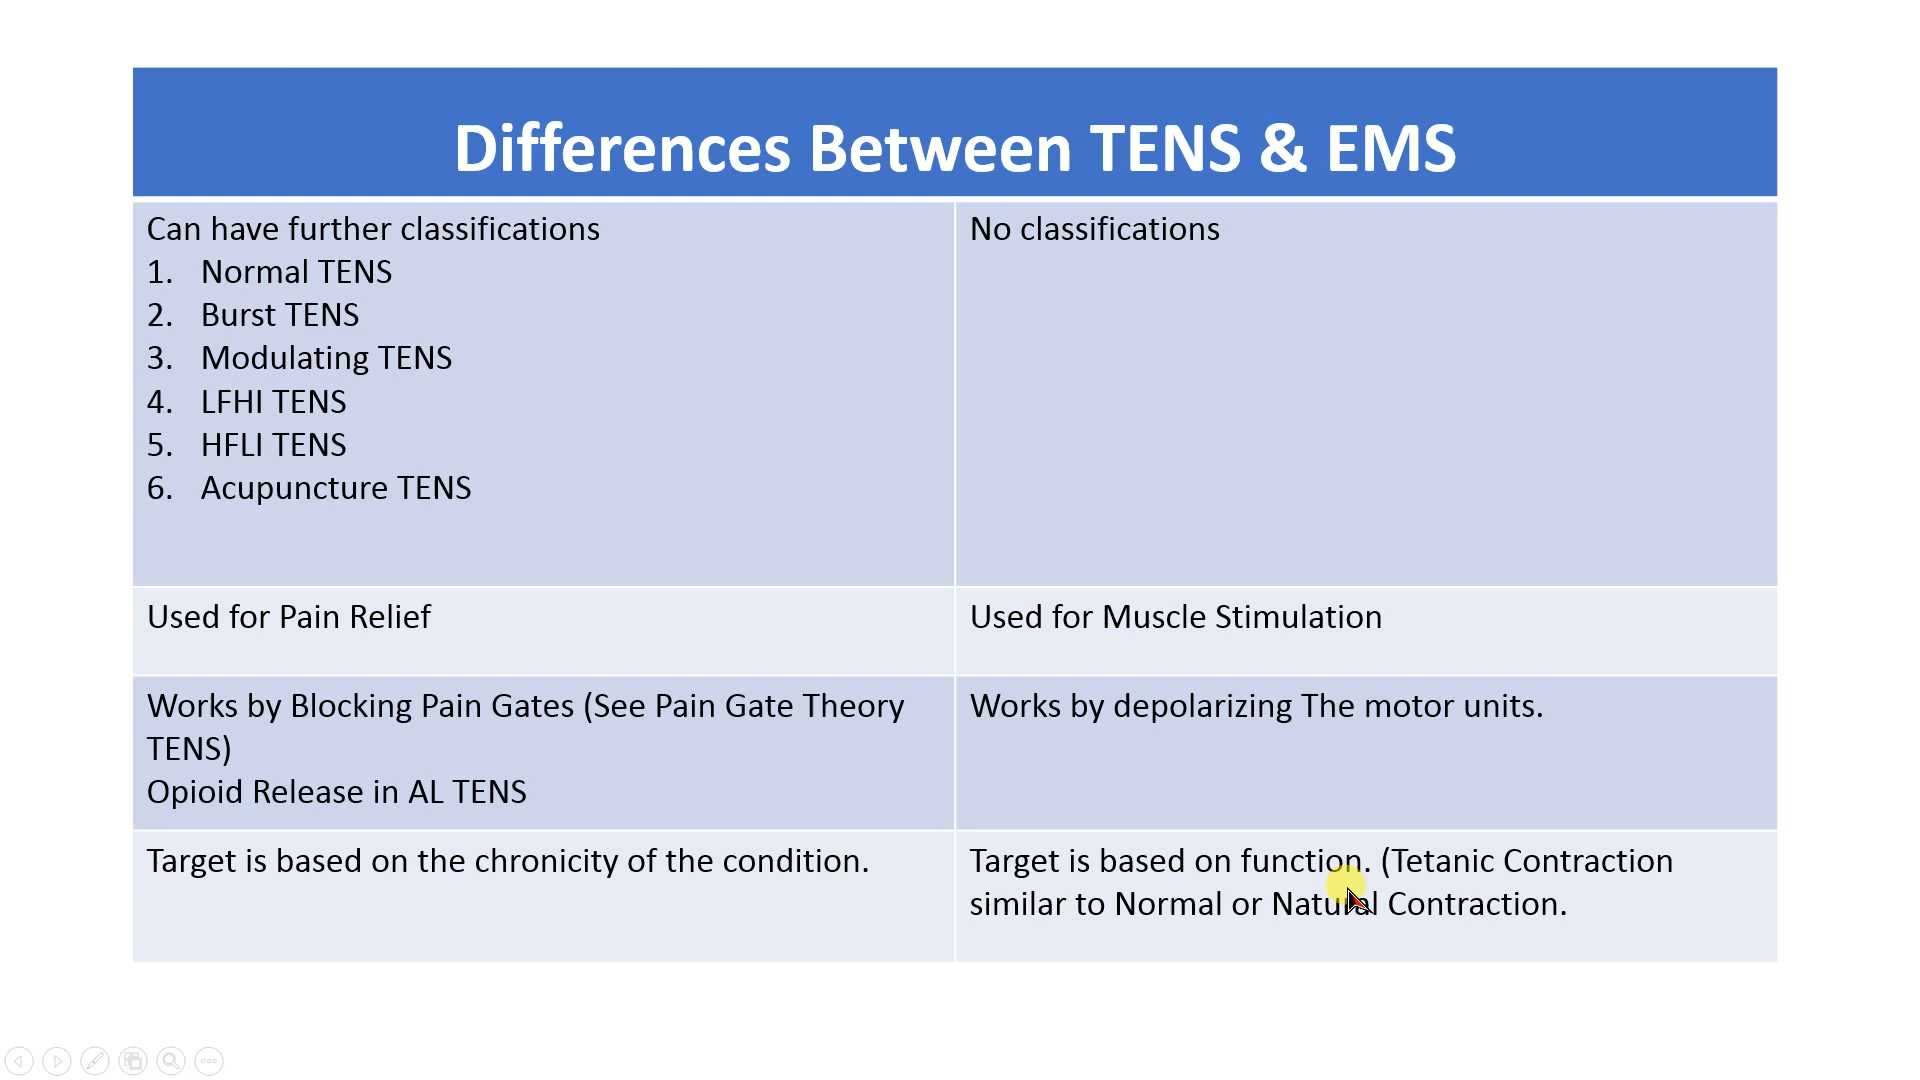 Differences Between TENS & EMS
Can have further classifications
1. Normal TENS
2. Burst TENS
3. Modulating TENS
4. LFHI TENS
5. HFLI TENS
6. Acupuncture TENS
No classifications
Used for Pain Relief
Used for Muscle Stimulation
Works by Blocking Pain Gates (See Pain Gate Theory
TENS)
Opioid Release in AL TENS
Works by depolarizing The motor units.
Target is based on the chronicity of the condition.
Target is based on function. (Tetanic Contraction
similar to Normal or Natural Contraction.